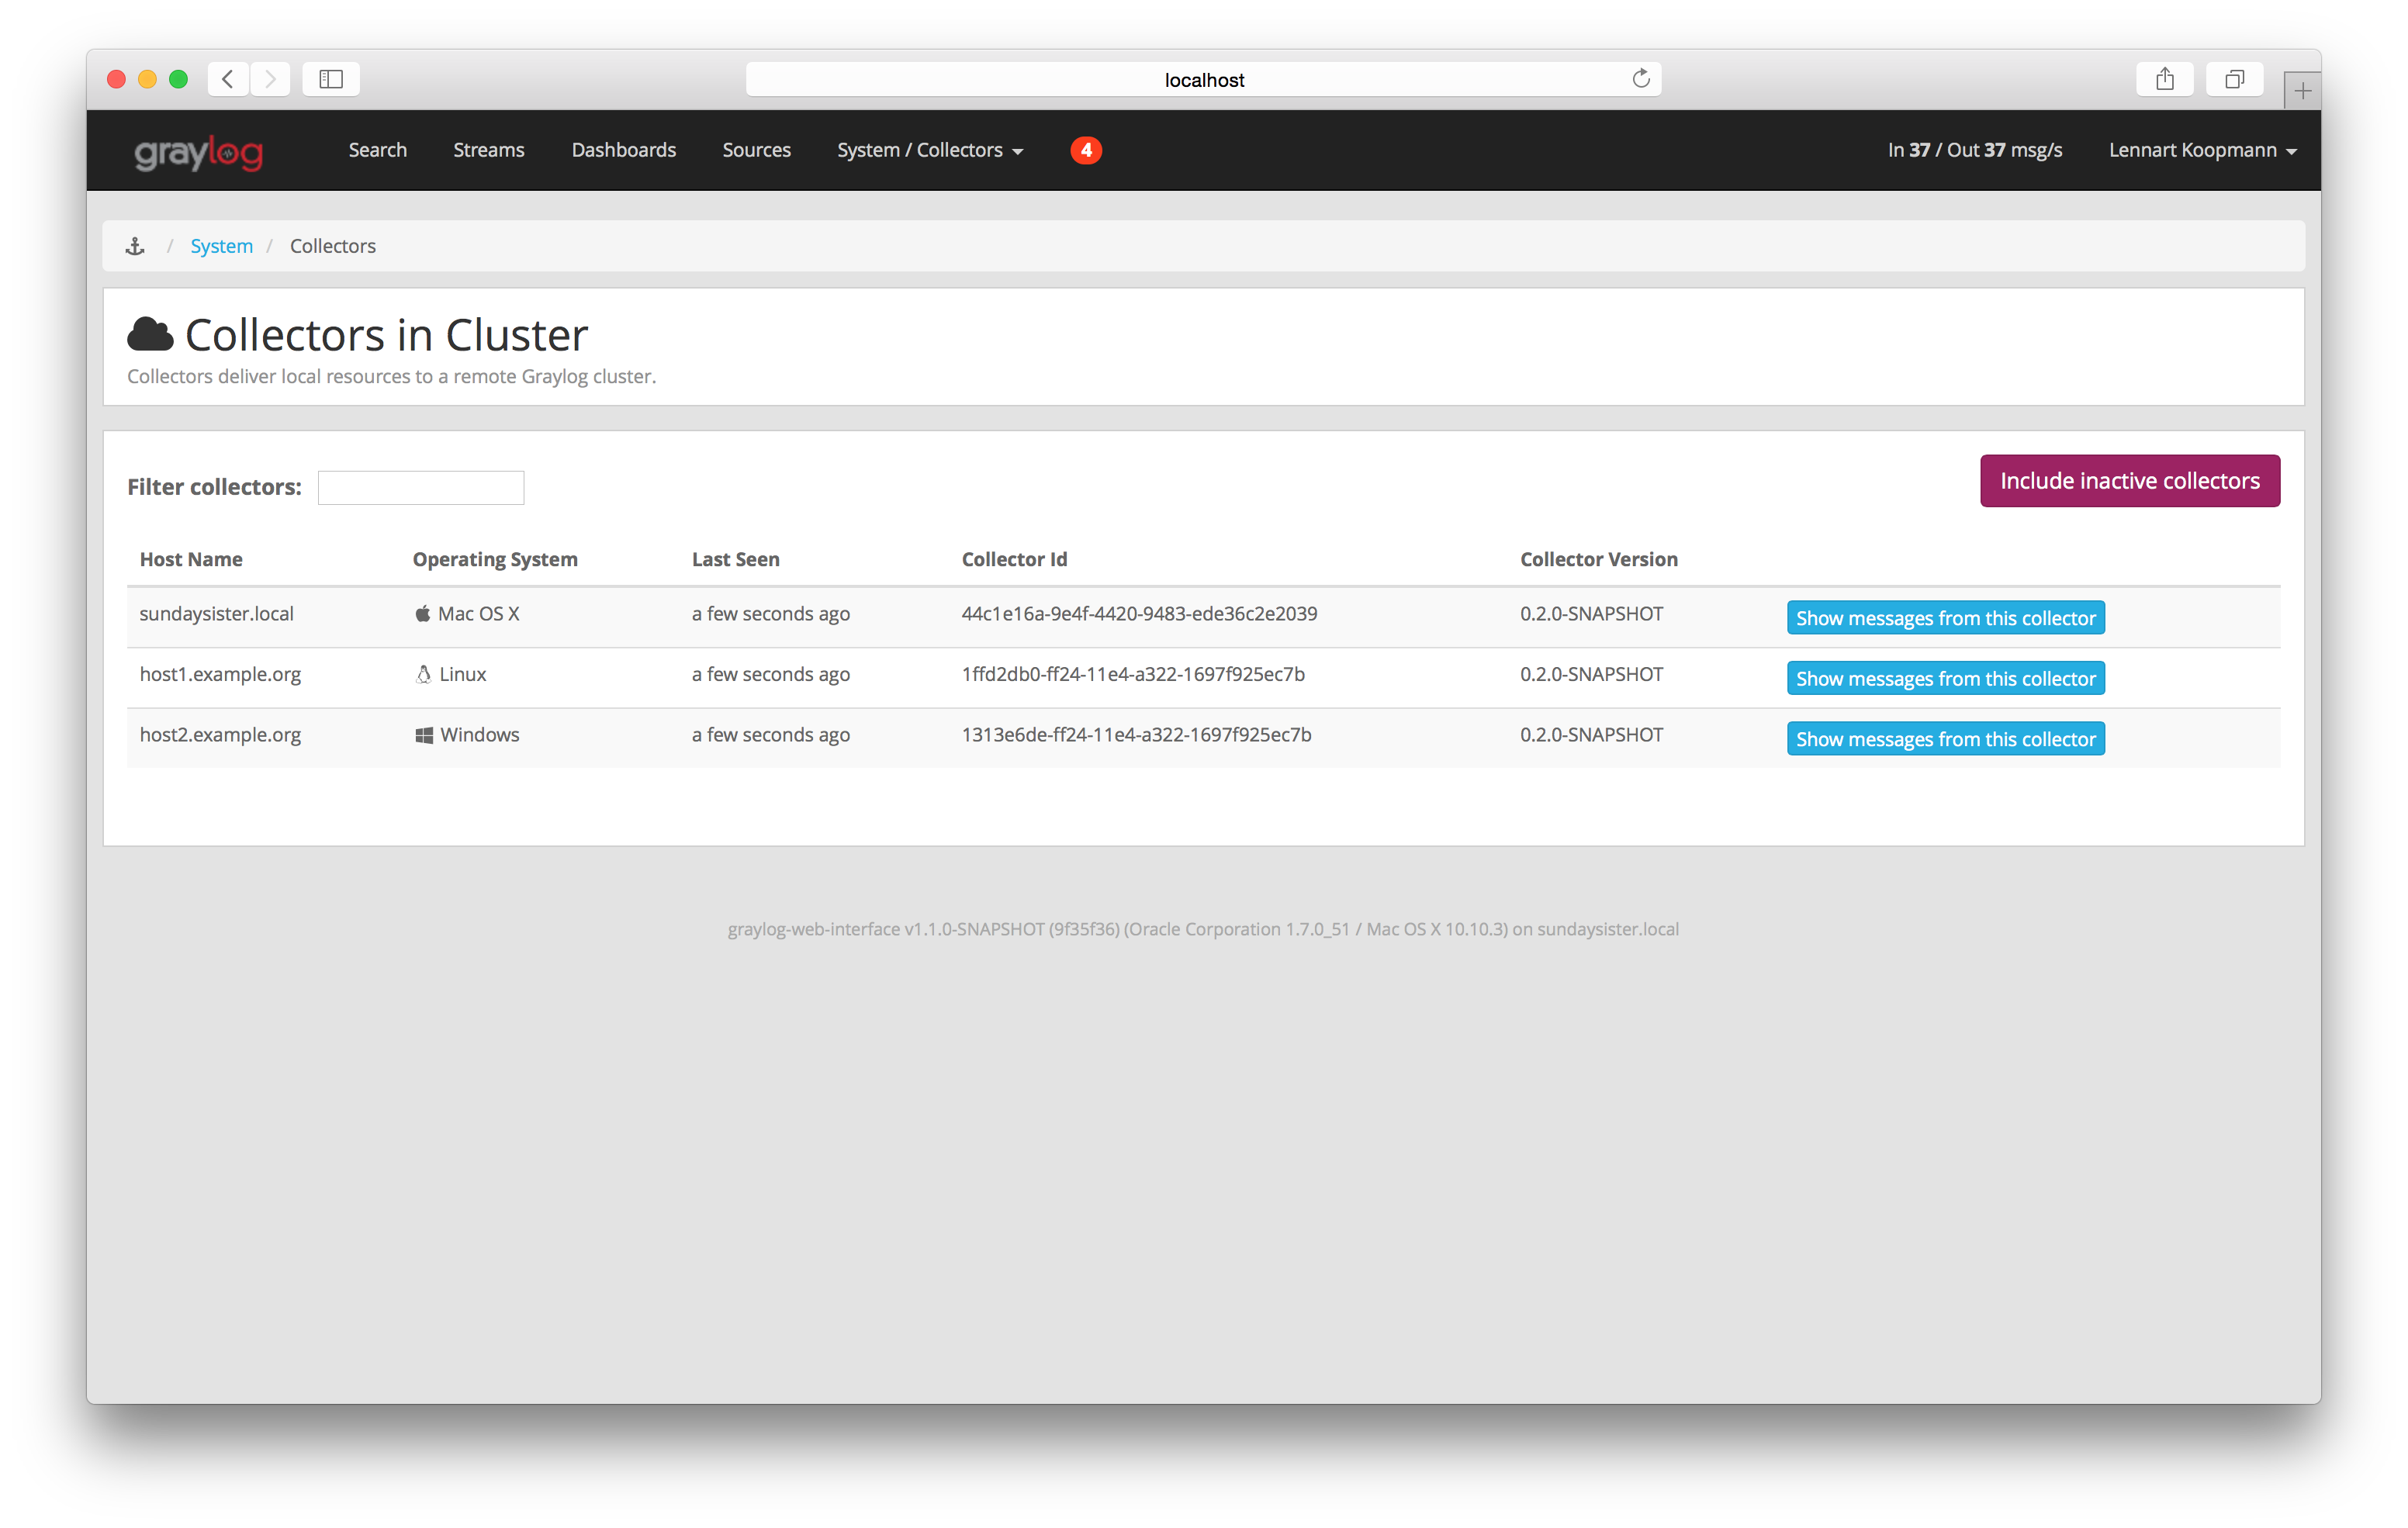 localhost
graylog Search Streams Dashboards Sources System / Collectors 4 In 37 / Out 37 msg/s Lennart Koopmann
/ System / Collectors
Collectors in Cluster
Collectors deliver local resources to a remote Graylog cluster.
Filter collectors: Include inactive collectors
Host Name Operating System Last Seen Collector Id Collector Version
sundaysister.local Mac OS X a few seconds ago 44c1e16a-9e4f-4420-9483-ede36c2e2039 0.2.0-SNAPSHOT Show messages from this collector
host1.example.org Linux a few seconds ago 1ffd2db0-ff24-11e4-a322-1697f925ec7b 0.2.0-SNAPSHOT Show messages from this collector
host2.example.org Windows a few seconds ago 1313e6de-ff24-11e4-a322-1697f925ec7b 0.2.0-SNAPSHOT Show messages from this collector
graylog-web-interface v1.1.0-SNAPSHOT (9f35f36) (Oracle Corporation 1.7.0_51 / Mac OS X 10.10.3) on sundaysister.local